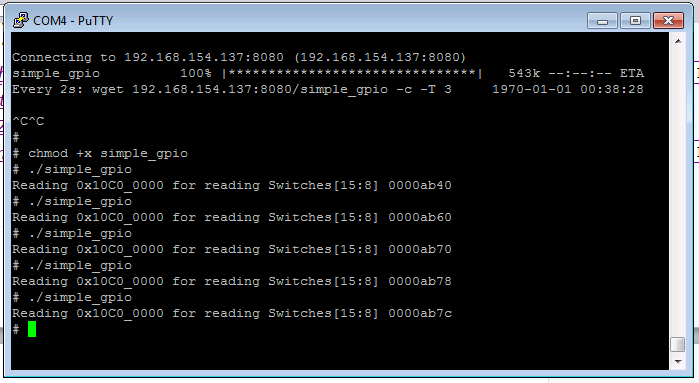 COM4 - PuTTY
Connecting to 192.168.154.137:8080 (192.168.154.137:8080)
simple_gpio          100% |*******************************|   543k --:--:-- ETA
Every 2s: wget 192.168.154.137:8080/simple_gpio -c -T 3     1970-01-01 00:38:28
^C^C
#
# chmod +x simple_gpio
# ./simple_gpio
Reading 0x10C0_0000 for reading Switches[15:8] 0000ab40
# ./simple_gpio
Reading 0x10C0_0000 for reading Switches[15:8] 0000ab60
# ./simple_gpio
Reading 0x10C0_0000 for reading Switches[15:8] 0000ab70
# ./simple_gpio
Reading 0x10C0_0000 for reading Switches[15:8] 0000ab78
# ./simple_gpio
Reading 0x10C0_0000 for reading Switches[15:8] 0000ab7c
#